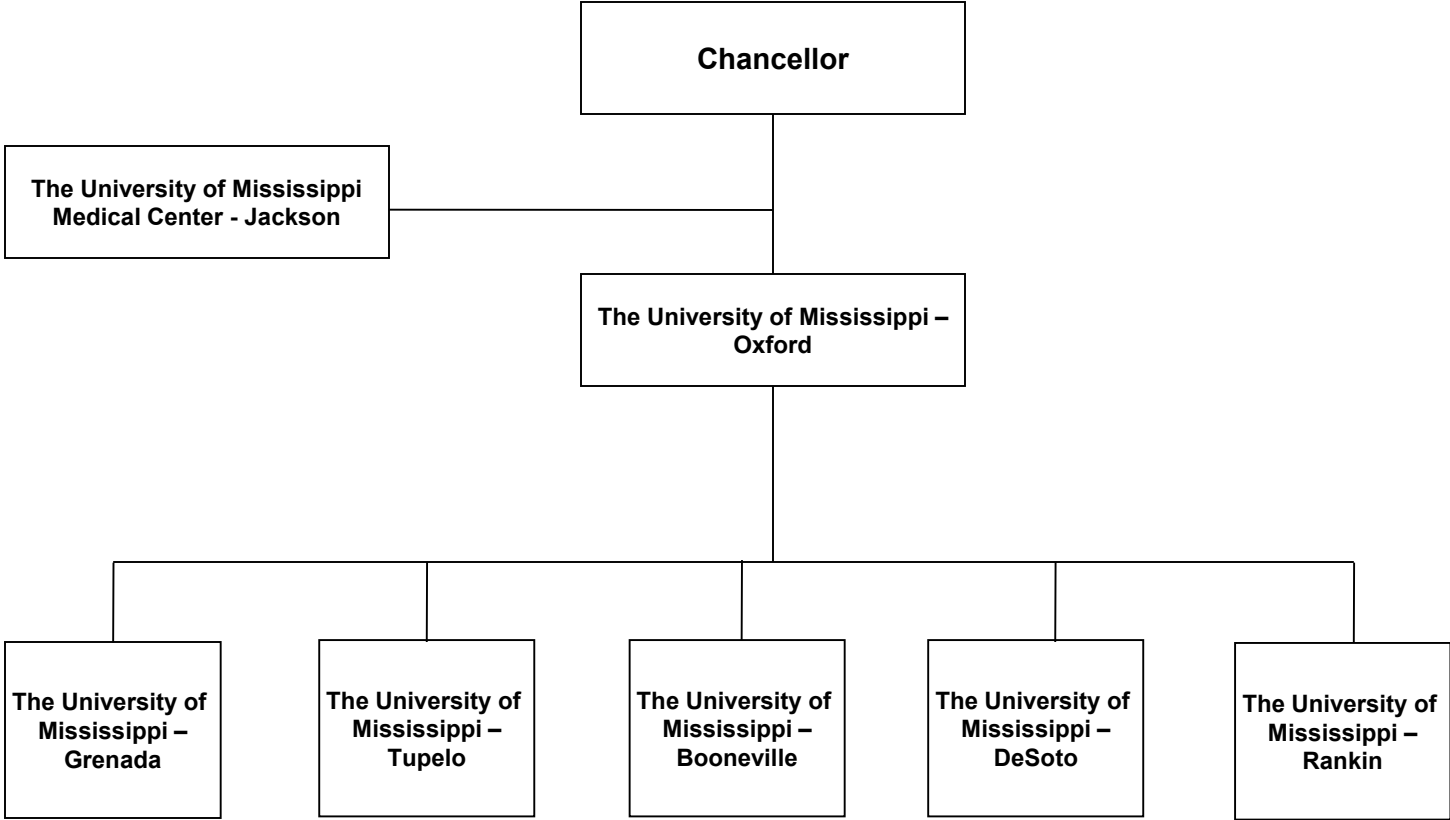 Chancellor
The University of Mississippi
Medical Center - Jackson
The University of Mississippi –
Oxford
The University of
Mississippi –
Grenada
The University of
Mississippi –
Tupelo
The University of
Mississippi –
Booneville
The University of
Mississippi –
DeSoto
The University of
Mississippi –
Rankin